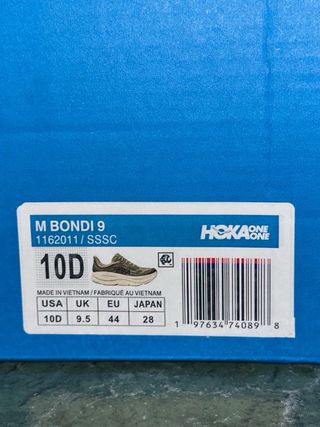 M BONDI 9
1162011 / SSSC
HOKA ONE ONE
10D
MADE IN VIETNAM / FABRIQUÉ AU VIETNAM
USA UK EU JAPAN
10D 9.5 44 28
1 97634 74089 8